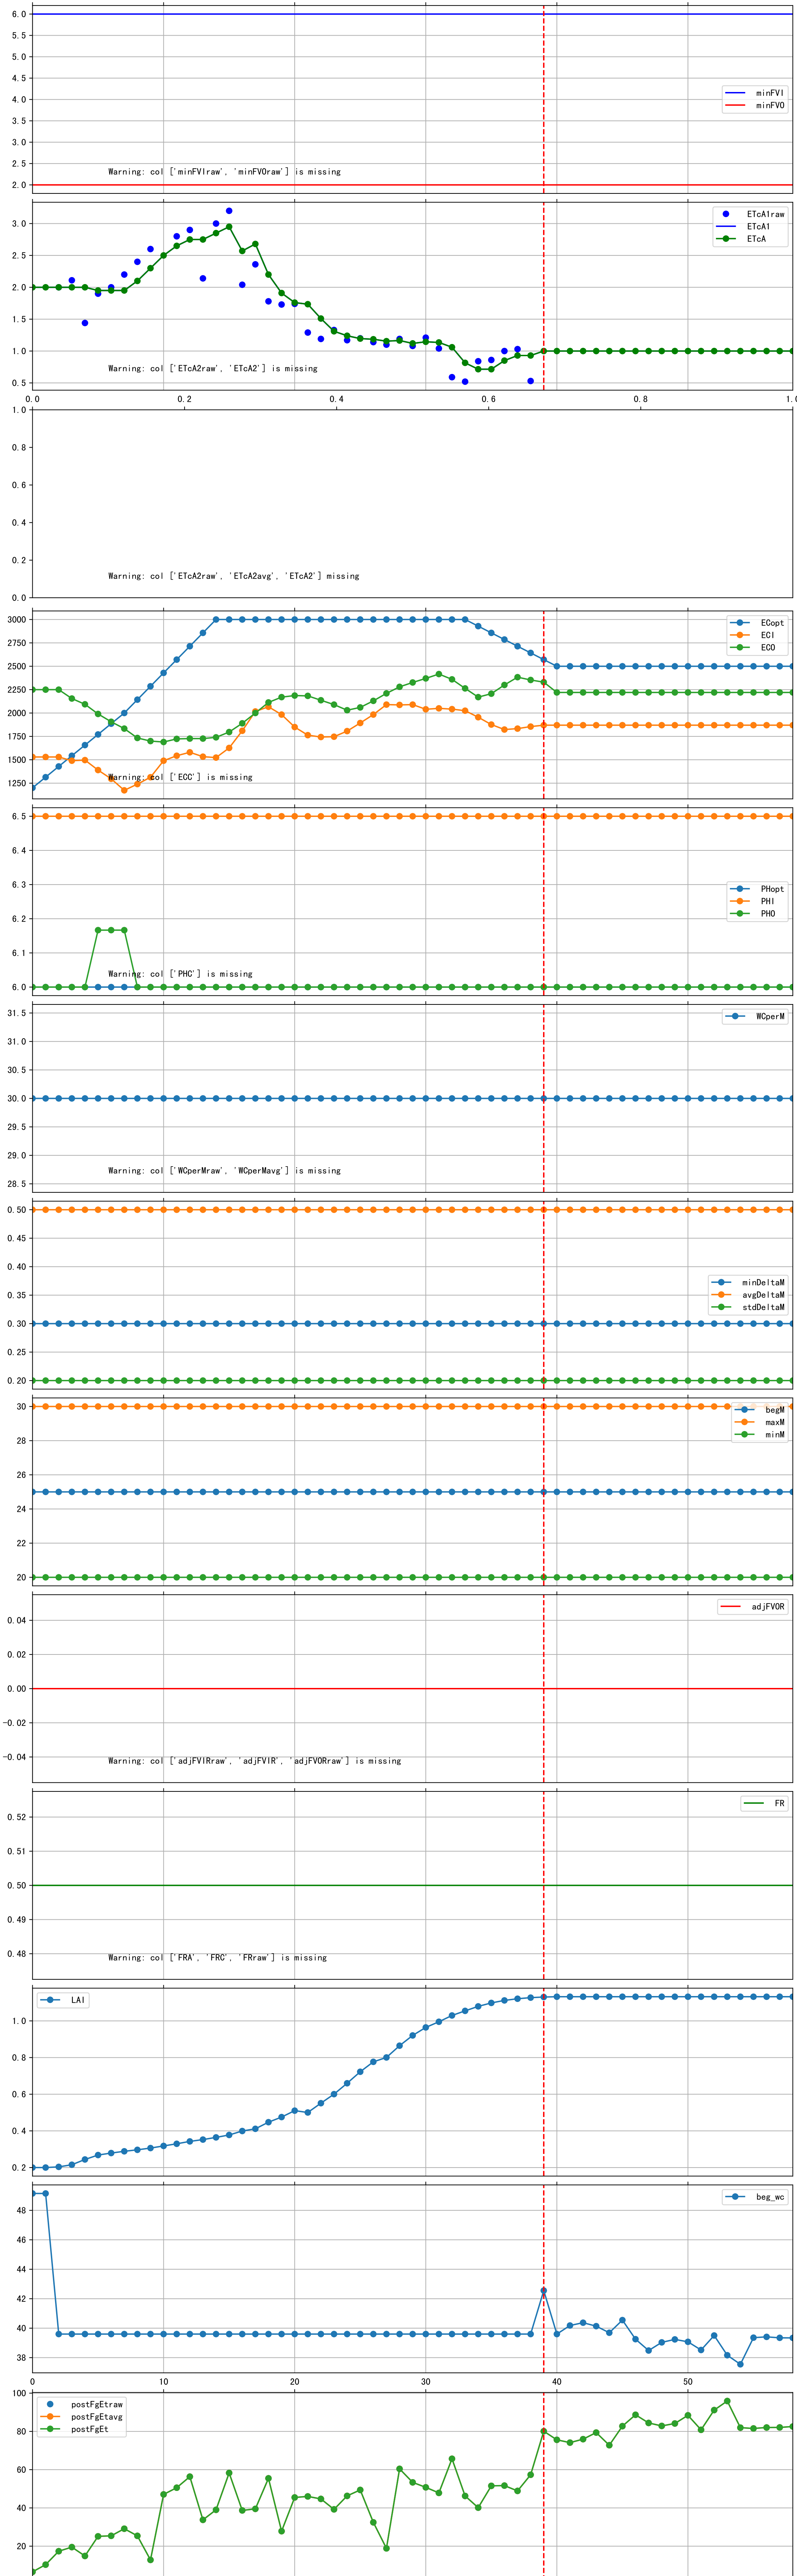 6.0
5.5
5.0
4.5
4.0
3.5
3.0
2.5
2.0
minFVI
minFVO
Warning: col ['minFVIraw', 'minFVOraw'] is missing
3.0
2.5
2.0
1.5
1.0
0.5
ETcA1raw
ETcA1
ETcA
Warning: col ['ETcA2raw', 'ETcA2'] is missing
0.0 0.2 0.4 0.6 0.8 1.0
1.0
0.8
0.6
0.4
0.2
0.0
Warning: col ['ETcA2raw', 'ETcA2avg', 'ETcA2'] missing
3000
2750
2500
2250
2000
1750
1500
1250
ECopt
ECI
ECO
Warning: col ['ECC'] is missing
6.5
6.4
6.3
6.2
6.1
6.0
PHopt
PHI
PHO
Warning: col ['PHC'] is missing
31.5
31.0
30.5
30.0
29.5
29.0
28.5
WCperM
Warning: col ['WCperMraw', 'WCperMavg'] is missing
0.50
0.45
0.40
0.35
0.30
0.25
0.20
minDeltaM
avgDeltaM
stdDeltaM
30
28
26
24
22
20
begM
maxM
minM
0.04
0.02
0.00
−0.02
−0.04
adjFVOR
Warning: col ['adjFVIRraw', 'adjFVIR', 'adjFVORraw'] is missing
0.52
0.51
0.50
0.49
0.48
FR
Warning: col ['FRA', 'FRC', 'FRraw'] is missing
1.0
0.8
0.6
0.4
0.2
LAI
48
46
44
42
40
38
beg_wc
0 10 20 30 40 50
100
80
60
40
20
postFgEtraw
postFgEtavg
postFgEt